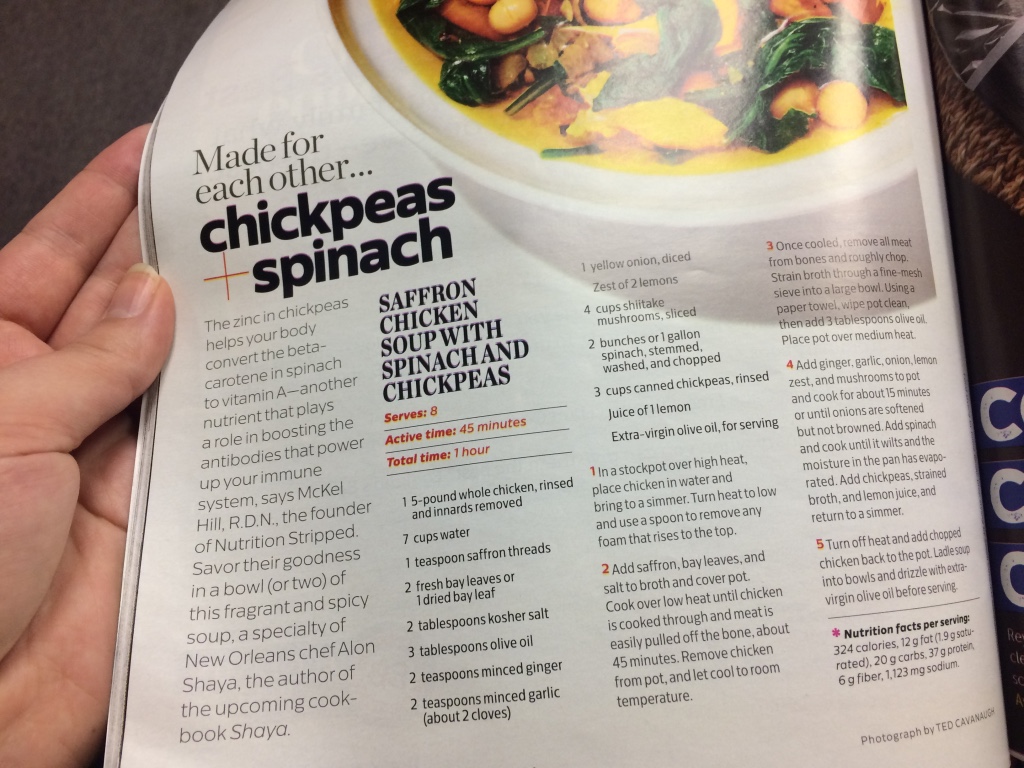 Made for
each other...
chickpeas
+ spinach
The zinc in chickpeas
helps your body
convert the beta-
carotene in spinach
to vitamin A—another
nutrient that plays
a role in boosting the
antibodies that power
up your immune
system, says McKel
Hill, R.D.N., the founder
of Nutrition Stripped.
Savor their goodness
in a bowl (or two) of
this fragrant and spicy
soup, a specialty of
New Orleans chef Alon
Shaya, the author of
the upcoming cook-
book Shaya.
SAFFRON
CHICKEN
SOUP WITH
SPINACH AND
CHICKPEAS
Serves: 8
Active time: 45 minutes
Total time: 1 hour
1 5-pound whole chicken, rinsed
and innards removed
7 cups water
1 teaspoon saffron threads
2 fresh bay leaves or
1 dried bay leaf
2 tablespoons kosher salt
3 tablespoons olive oil
2 teaspoons minced ginger
2 teaspoons minced garlic
(about 2 cloves)
1 yellow onion, diced
Zest of 2 lemons
4 cups shiitake
mushrooms, sliced
2 bunches or 1 gallon
spinach, stemmed,
washed, and chopped
3 cups canned chickpeas, rinsed
Juice of 1 lemon
Extra-virgin olive oil, for serving
1 In a stockpot over high heat,
place chicken in water and
bring to a simmer. Turn heat to low
and use a spoon to remove any
foam that rises to the top.
2 Add saffron, bay leaves, and
salt to broth and cover pot.
Cook over low heat until chicken
is cooked through and meat is
easily pulled off the bone, about
45 minutes. Remove chicken
from pot, and let cool to room
temperature.
3 Once cooled, remove all meat
from bones and roughly chop.
Strain broth through a fine-mesh
sieve into a large bowl. Using a
paper towel, wipe pot clean,
then add 3 tablespoons olive oil.
Place pot over medium heat.
4 Add ginger, garlic, onion, lemon
zest, and mushrooms to pot
and cook for about 15 minutes
or until onions are softened
but not browned. Add spinach
and cook until it wilts and the
moisture in the pan has evapo-
rated. Add chickpeas, strained
broth, and lemon juice, and
return to a simmer.
5 Turn off heat and add chopped
chicken back to the pot. Ladle soup
into bowls and drizzle with extra-
virgin olive oil before serving.
* Nutrition facts per serving:
324 calories, 12 g fat (1.9 g satu-
rated), 20 g carbs, 37 g protein,
6 g fiber, 1,123 mg sodium.
Photograph by TED CAVANAUGH